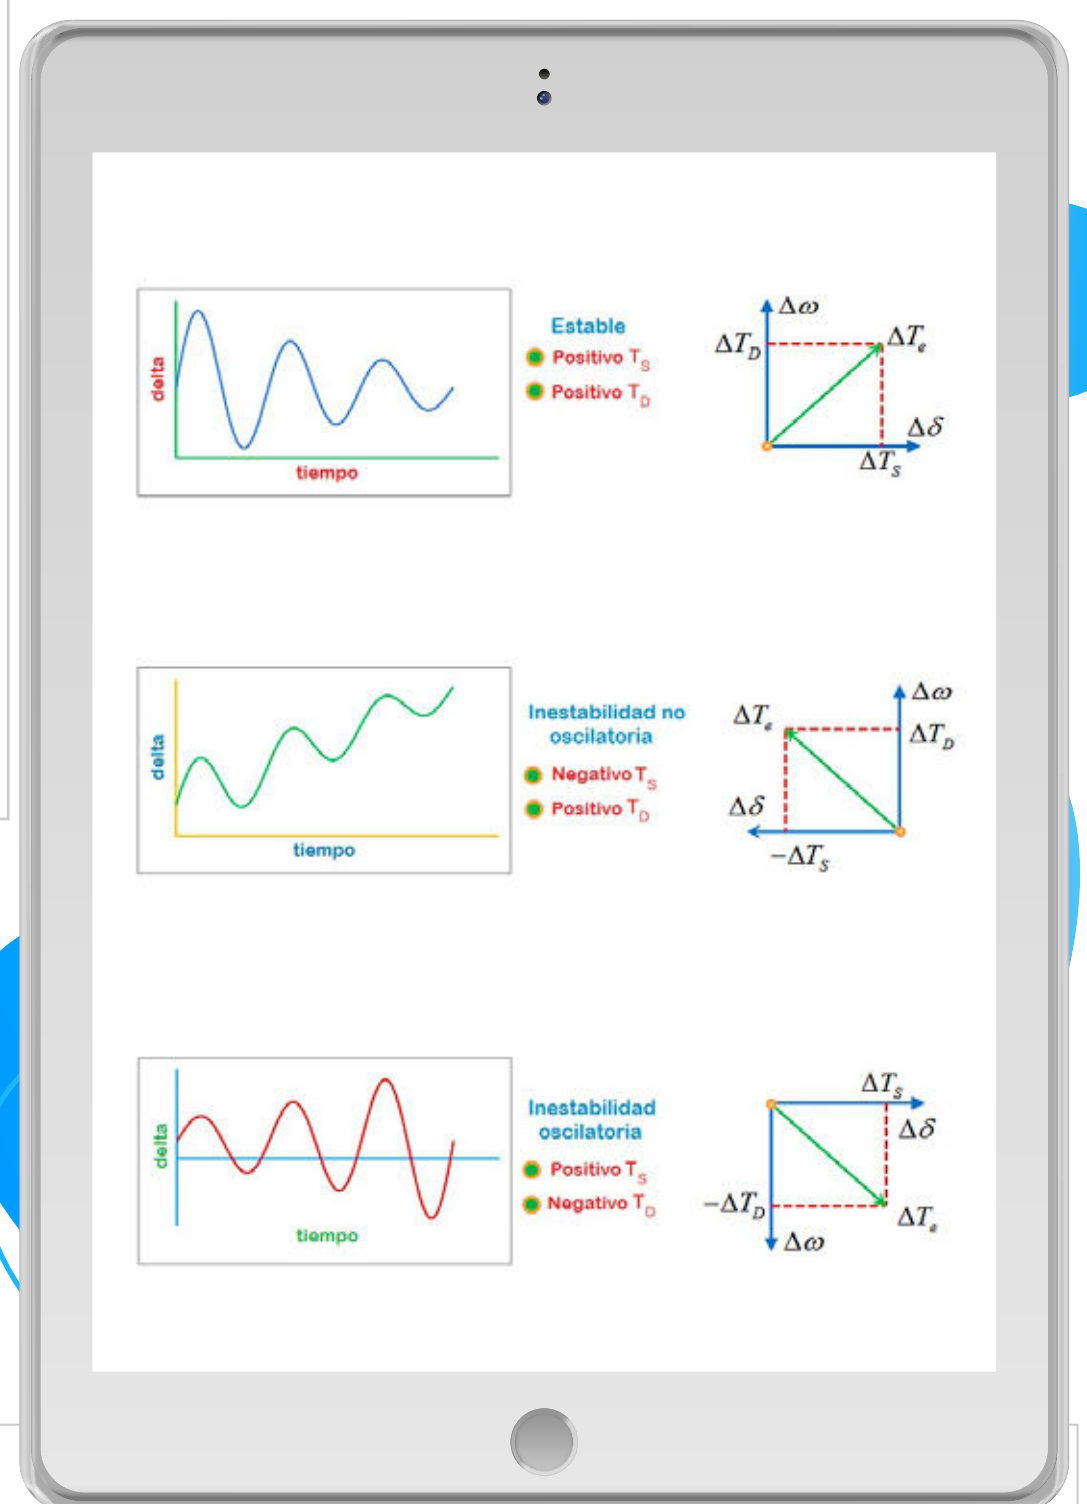 delta
tiempo
Estable
Positivo T_S
Positivo T_D
Δω
ΔT_D
ΔT_e
Δδ
ΔT_S
delta
tiempo
Inestabilidad no
oscilatoria
Negativo T_S
Positivo T_D
Δω
ΔT_e
ΔT_D
Δδ
-ΔT_S
delta
tiempo
Inestabilidad
oscilatoria
Positivo T_S
Negativo T_D
ΔT_S
Δδ
-ΔT_D
ΔT_e
Δω